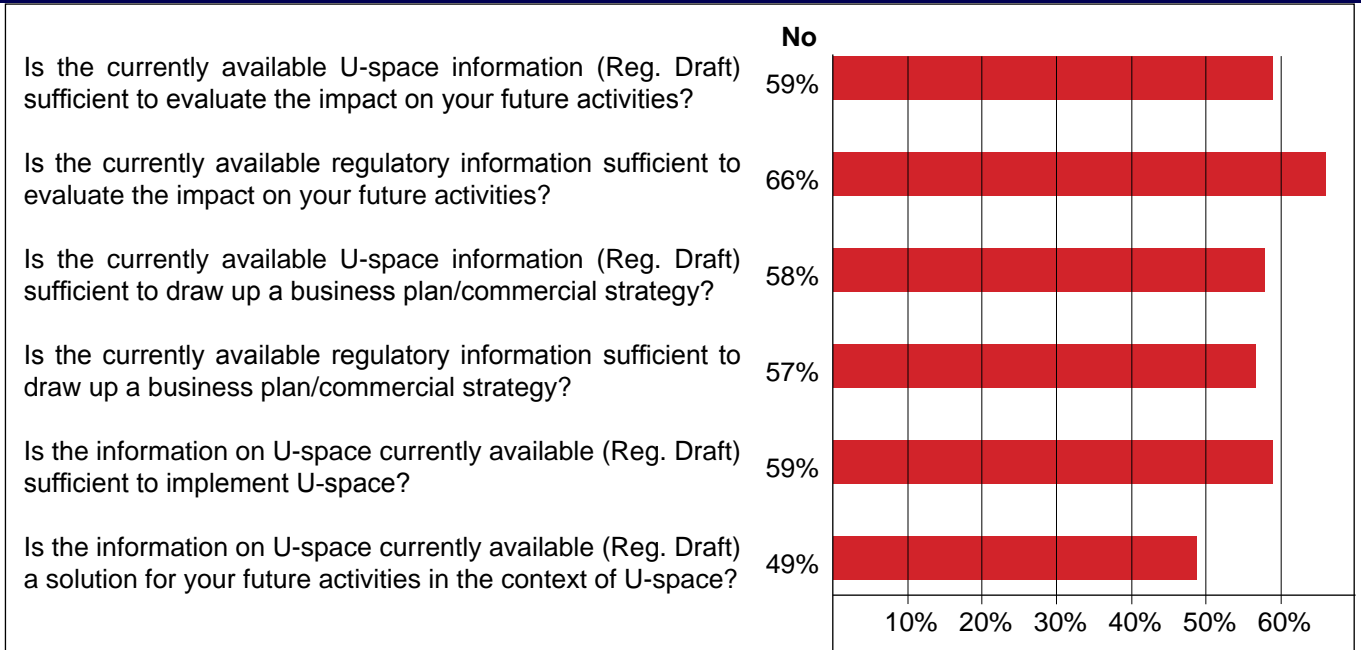 No
Is the currently available U-space information (Reg. Draft)
sufficient to evaluate the impact on your future activities?
59%
Is the currently available regulatory information sufficient to
evaluate the impact on your future activities?
66%
Is the currently available U-space information (Reg. Draft)
sufficient to draw up a business plan/commercial strategy?
58%
Is the currently available regulatory information sufficient to
draw up a business plan/commercial strategy?
57%
Is the information on U-space currently available (Reg. Draft)
sufficient to implement U-space?
59%
Is the information on U-space currently available (Reg. Draft)
a solution for your future activities in the context of U-space?
49%
10% 20% 30% 40% 50% 60%